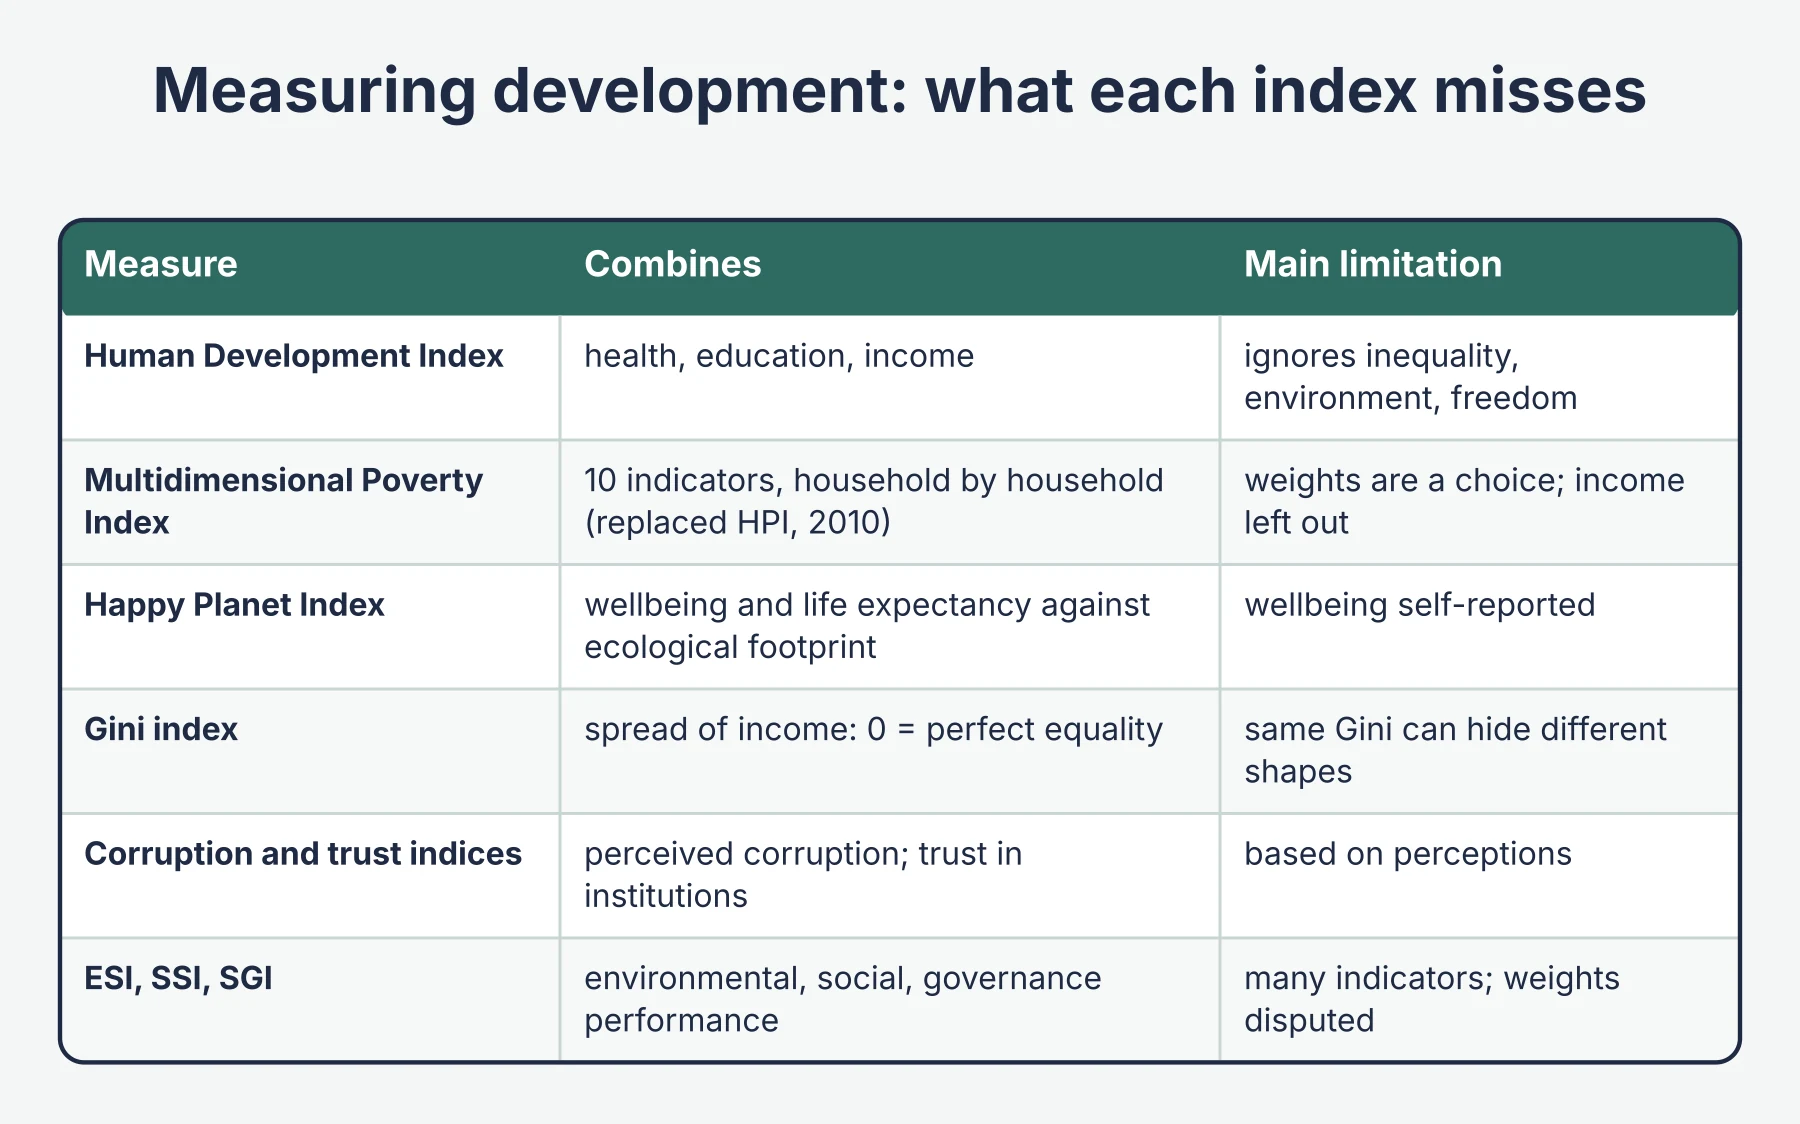 Measuring development: what each index misses
Measure
Combines
Main limitation
Human Development Index
health, education, income
ignores inequality,
environment, freedom
Multidimensional Poverty
Index
10 indicators, household by household
(replaced HPI, 2010)
weights are a choice; income
left out
Happy Planet Index
wellbeing and life expectancy against
ecological footprint
wellbeing self-reported
Gini index
spread of income: 0 = perfect equality
same Gini can hide different
shapes
Corruption and trust indices
perceived corruption; trust in
institutions
based on perceptions
ESI, SSI, SGI
environmental, social, governance
performance
many indicators; weights
disputed